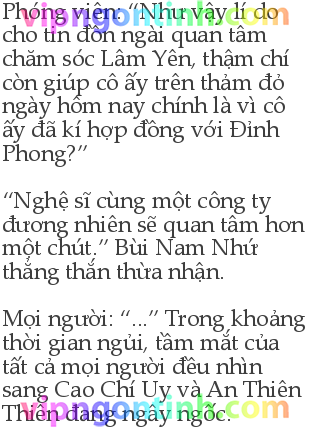 Phóng viên: “Như vậy lí do
cho tin đồn ngài quan tâm
chăm sóc Lâm Yên, thậm chí
còn giúp cô ấy trên thảm đỏ
ngày hôm nay chính là vì cô
ấy đã kí hợp đồng với Đỉnh
Phong?”
“Nghệ sĩ cùng một công ty
đương nhiên sẽ quan tâm hơn
một chút.” Bùi Nam Nhứ
thẳng thắn thừa nhận.
Mọi người: “...” Trong khoảng
thời gian ngủi, tầm mắt của
tất cả mọi người đều nhìn
sang Cao Chí Uy và An Thiên
Thiên đang ngây ngốc.
vipngontinh.com
vipngontinh.com